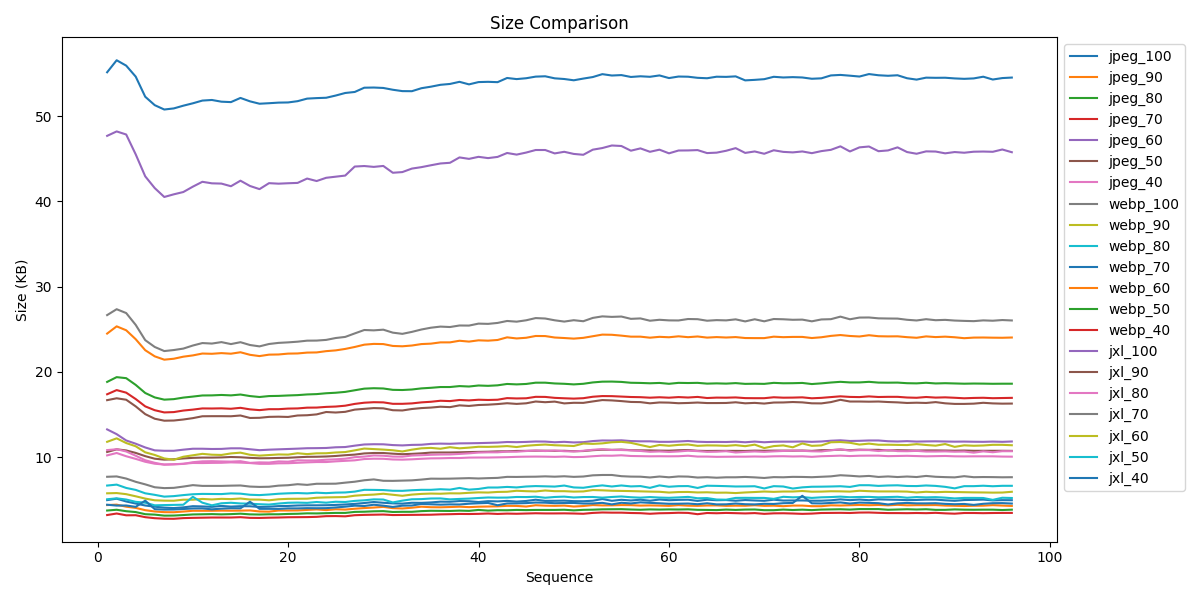 Size Comparison
Size (KB)
50
40
30
20
10
0
20
40
60
80
100
Sequence
jpeg_100
jpeg_90
jpeg_80
jpeg_70
jpeg_60
jpeg_50
jpeg_40
webp_100
webp_90
webp_80
webp_70
webp_60
webp_50
webp_40
jxl_100
jxl_90
jxl_80
jxl_70
jxl_60
jxl_50
jxl_40